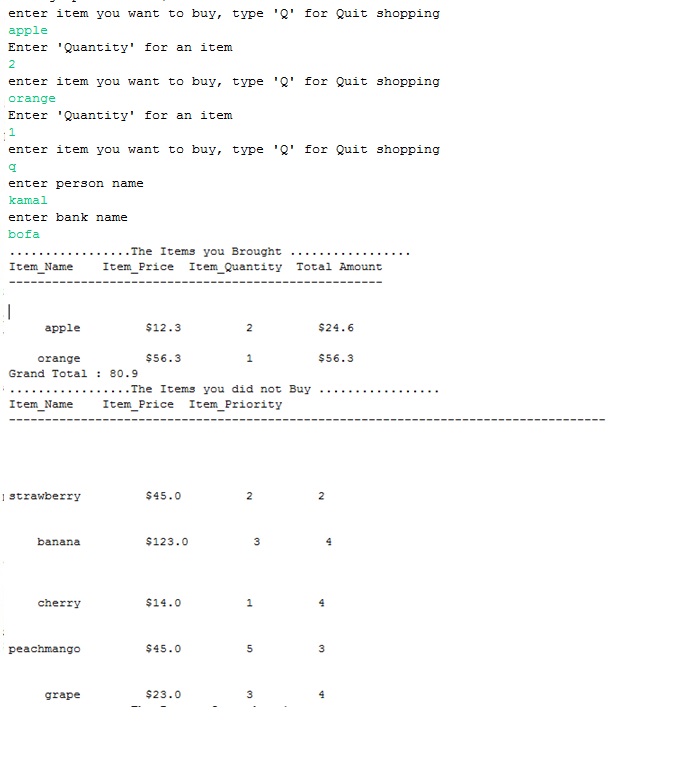 enter item you want to buy, type 'Q' for Quit shopping
apple
Enter 'Quantity' for an item
2
enter item you want to buy, type 'Q' for Quit shopping
orange
Enter 'Quantity' for an item
1
enter item you want to buy, type 'Q' for Quit shopping
q
enter person name
kamal
enter bank name
bofa
.................The Items you Brought .................
Item_Name Item_Price Item_Quantity Total Amount
----------------------------------------------------
apple $12.3 2 $24.6
orange $56.3 1 $56.3
Grand Total : 80.9
.................The Items you did not Buy .................
Item_Name Item_Price Item_Priority
-----------------------------------------------------------------------------------
strawberry $45.0 2 2
banana $123.0 3 4
cherry $14.0 1 4
peachmango $45.0 5 3
grape $23.0 3 4